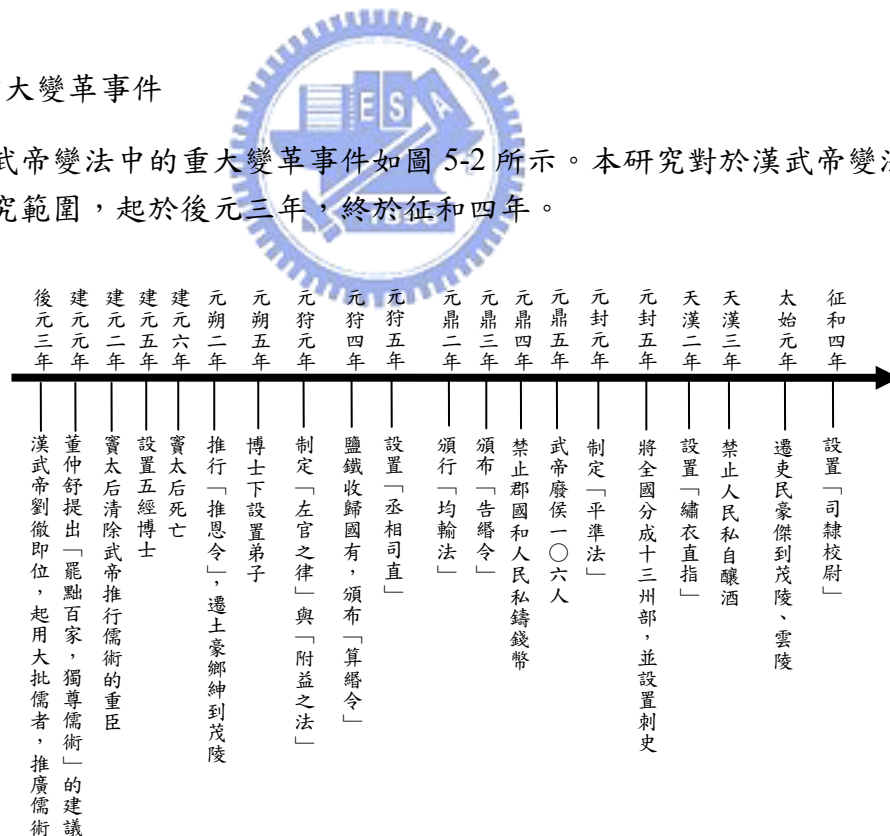 大變革事件
武帝變法中的重大變革事件如圖 5-2 所示。本研究對於漢武帝變法
究範圍，起於後元三年，終於征和四年。
後元三年
建元元年
建元二年
建元五年
建元六年
元朔二年
元朔五年
元狩元年
元狩四年
元狩五年
元鼎二年
元鼎三年
元鼎四年
元鼎五年
元封元年
元封五年
天漢二年
天漢三年
太始元年
征和四年
漢武帝劉徹即位，起用大批儒者，推廣儒術
董仲舒提出「罷黜百家，獨尊儒術」的建議
竇太后清除武帝推行儒術的重臣
設置五經博士
竇太后死亡
推行「推恩令」，遷土豪鄉紳到茂陵
博士下設置弟子
制定「左官之律」與「附益之法」
鹽鐵收歸國有，頒布「算緡令」
設置「丞相司直」
頒行「均輸法」
頒布「告緡令」
禁止郡國和人民私鑄錢幣
武帝廢侯一〇六人
制定「平準法」
將全國分成十三州部，並設置刺史
設置「繡衣直指」
禁止人民私自釀酒
遷吏民豪傑到茂陵、雲陵
設置「司隸校尉」
ES
A
1896